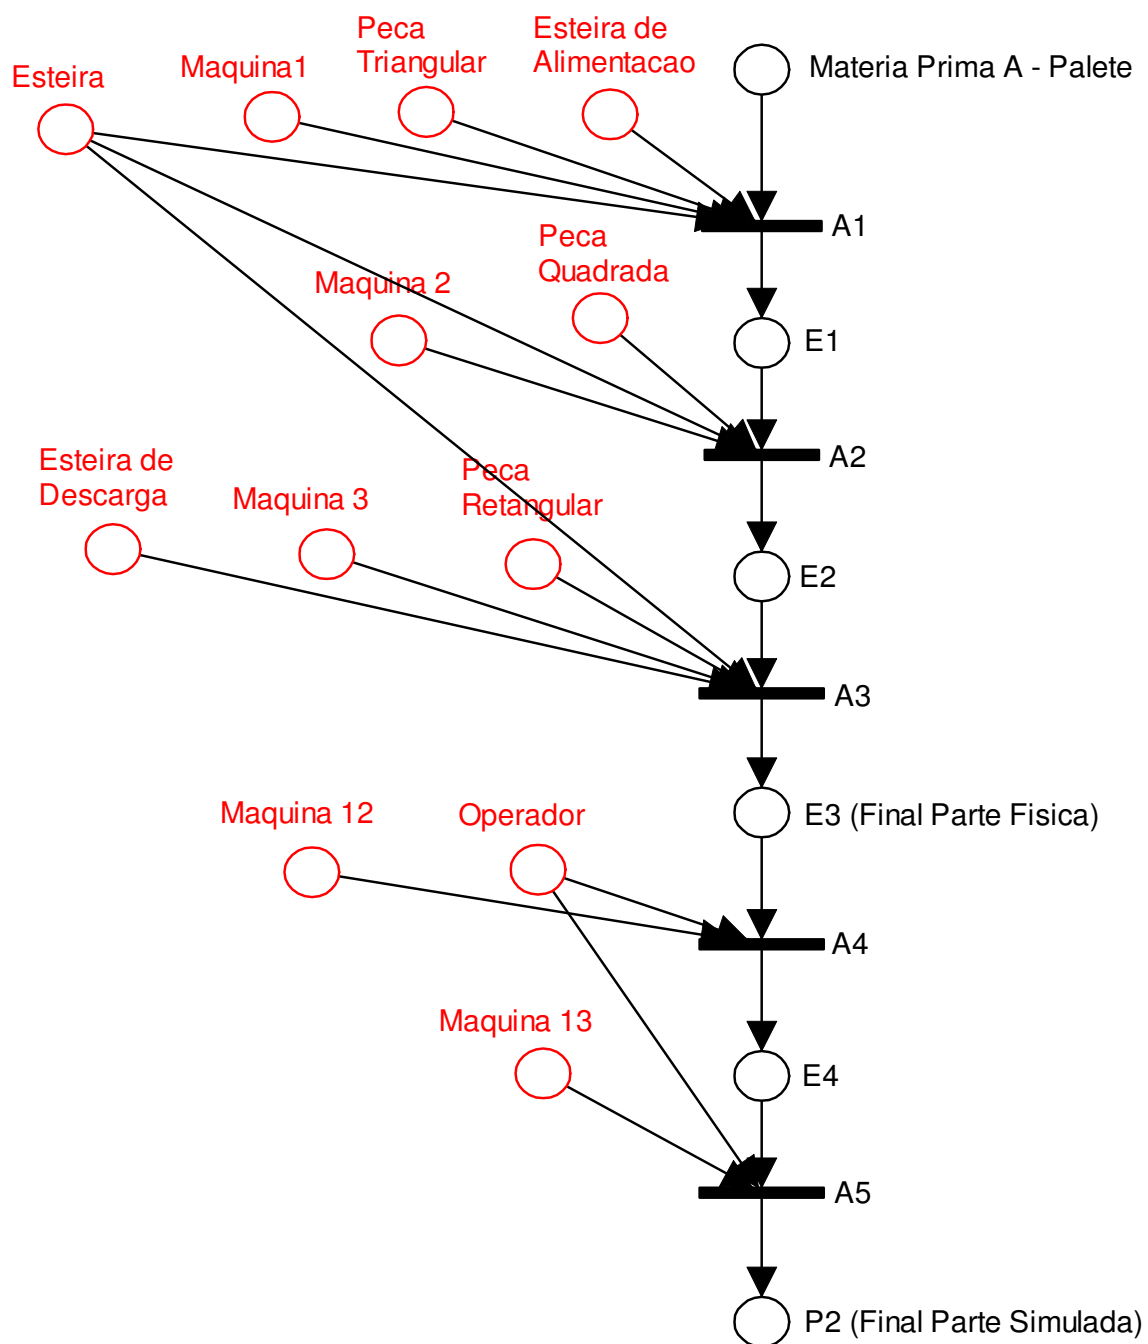 Peca
Triangular
Esteira de
Alimentacao
Materia Prima A - Palete
Esteira
Maquina1
A1
Peca
Quadrada
Maquina 2
E1
A2
Esteira de
Descarga
Maquina 3
Peca
Retangular
E2
A3
Maquina 12
Operador
E3 (Final Parte Fisica)
A4
Maquina 13
E4
A5
P2 (Final Parte Simulada)